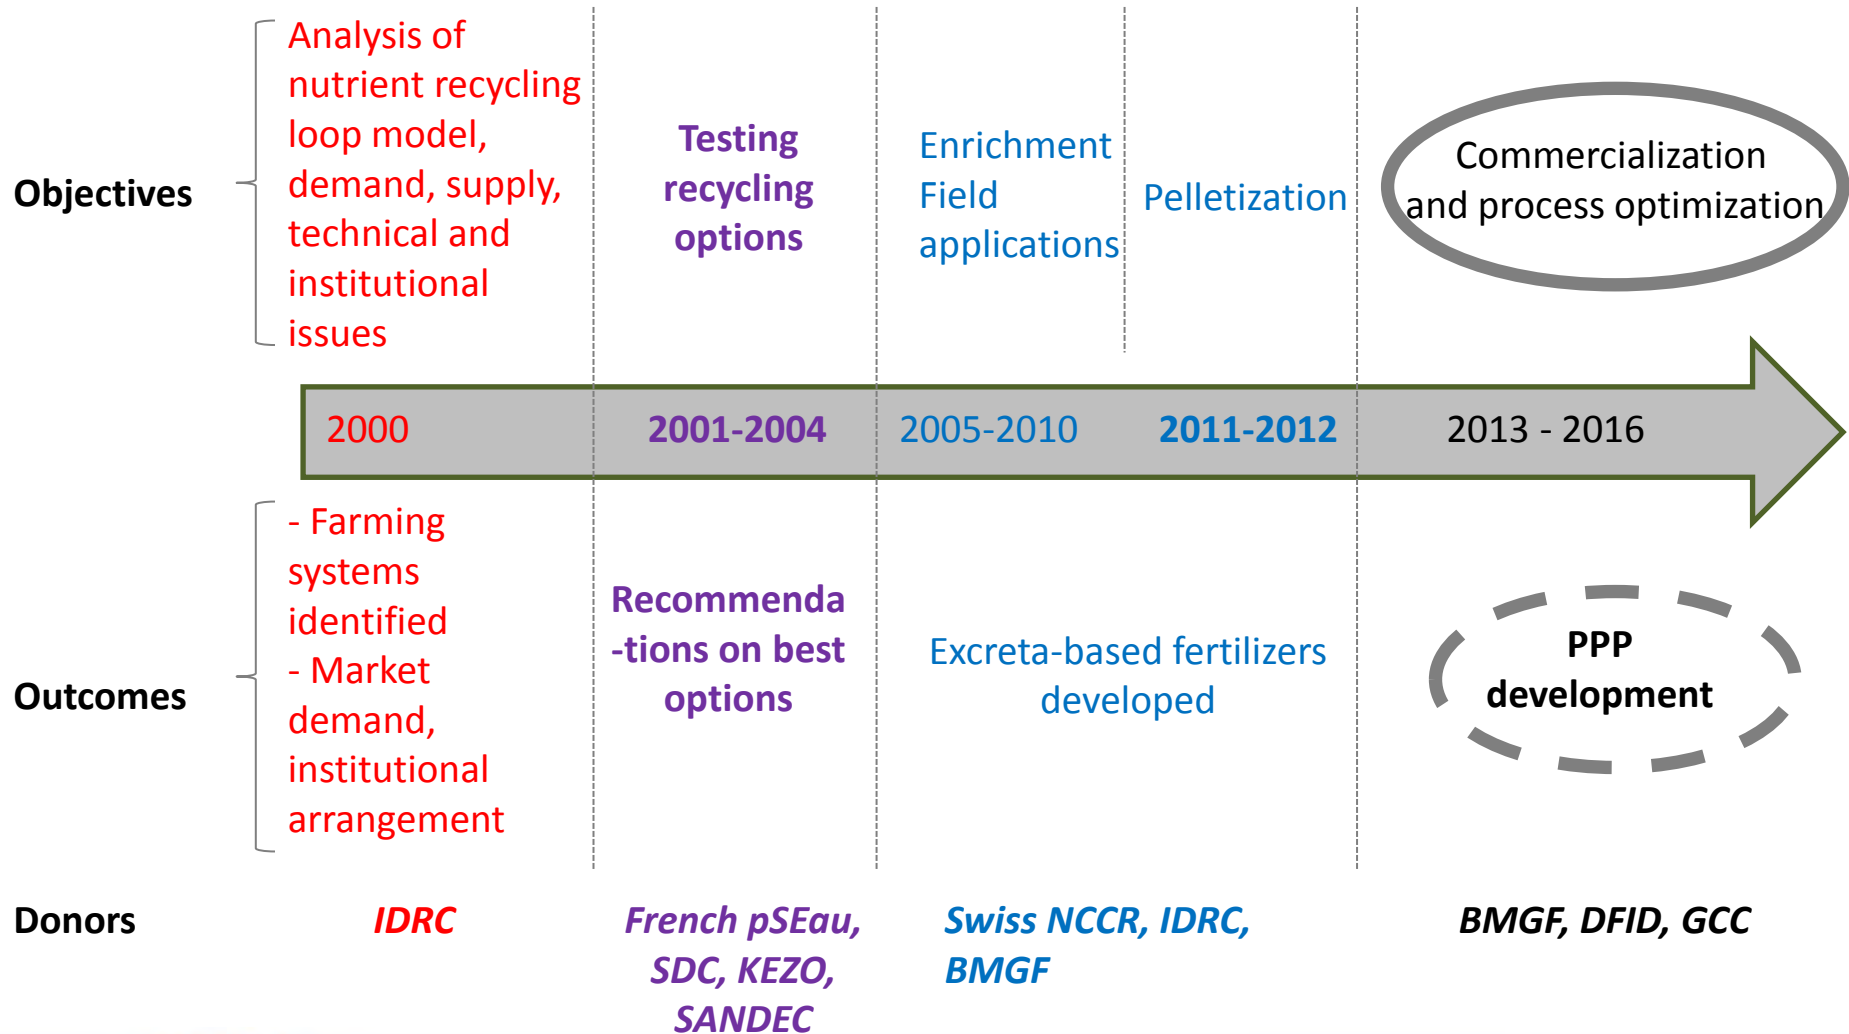 Objectives
Analysis of
nutrient recycling
loop model,
demand, supply,
technical and
institutional
issues
Testing
recycling
options
Enrichment
Field
applications
Pelletization
Commercialization
and process optimization
2000
2001-2004
2005-2010
2011-2012
2013 - 2016
Outcomes
- Farming
systems
identified
- Market
demand,
institutional
arrangement
Recommenda
-tions on best
options
Excreta-based fertilizers
developed
PPP
development
Donors
IDRC
French pSEau,
SDC, KEZO,
SANDEC
Swiss NCCR, IDRC,
BMGF
BMGF, DFID, GCC